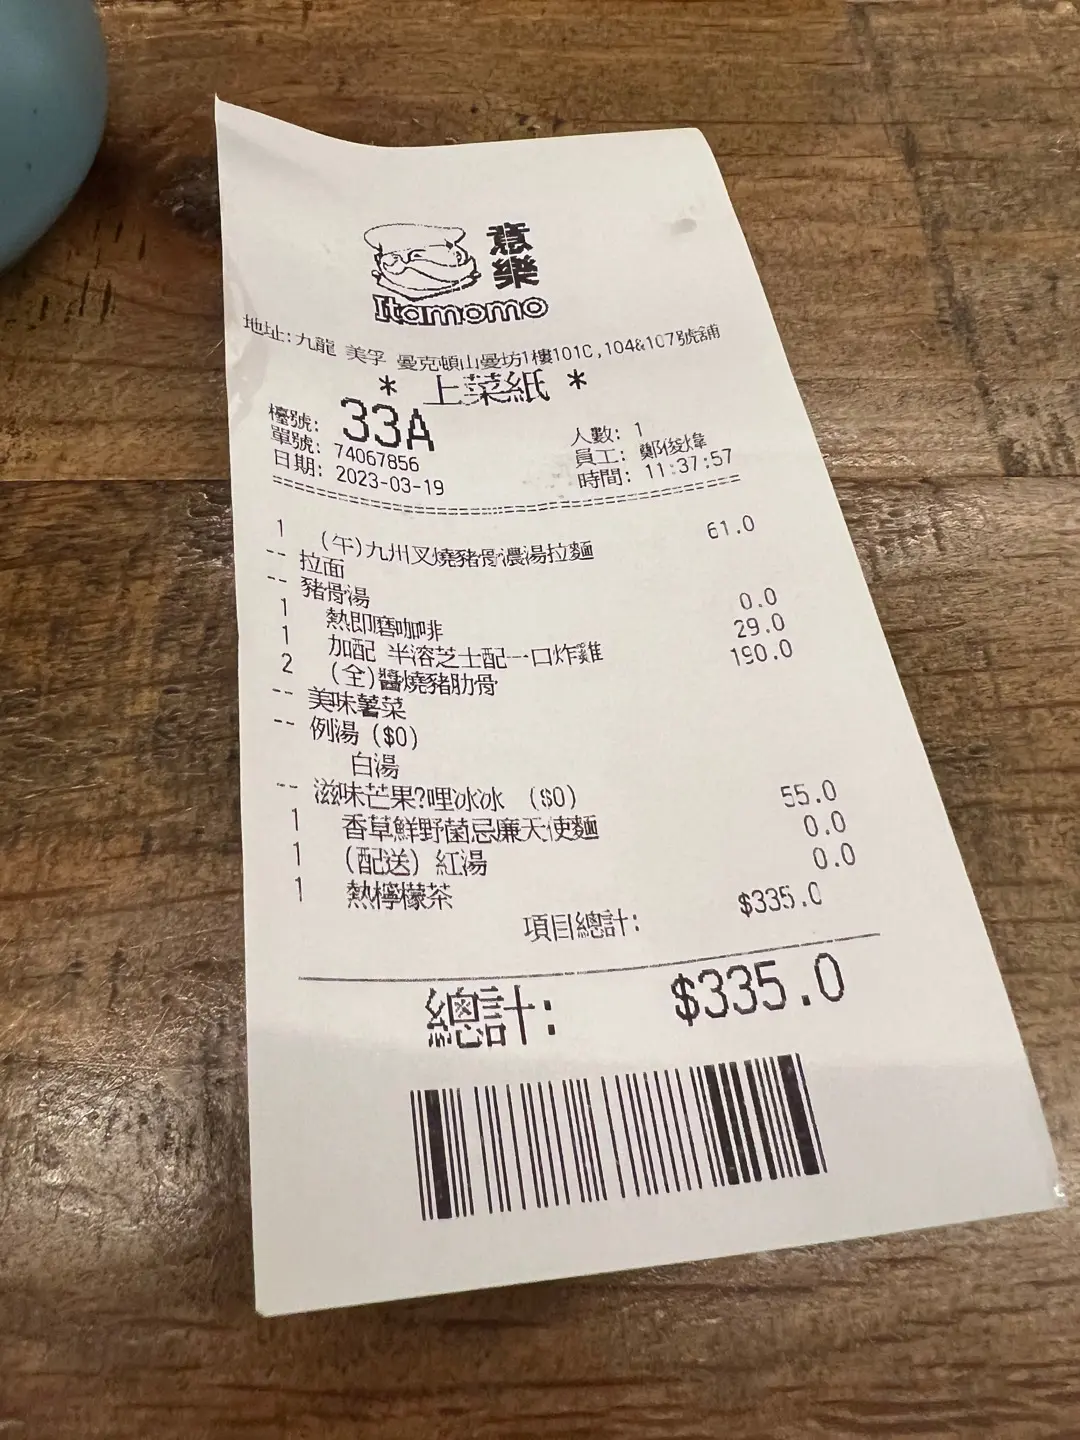 意樂
Itamomo
地址:九龍 美孚 曼克頓山曼坊1樓101C,104&107號舖
* 上菜紙 *
檯號: 33A 人數: 1
單號: 74067856 員工: 鄭俊煒
日期: 2023-03-19 時間: 11:37:57
1 (午)九州叉燒豬骨濃湯拉麵 61.0
-- 拉面
-- 豬骨湯
1 熱即磨咖啡 0.0
1 加配 半溶芝士配一口炸雞 29.0
2 (全)醬燒豬肋骨 190.0
-- 美味薯菜
-- 例湯 ($0)
白湯
-- 滋味芒果?哩冰冰 ($0)
1 香草鮮野菌忌廉天使麵 55.0
1 (配送) 紅湯 0.0
1 熱檸檬茶 0.0
項目總計: $335.0
總計: $335.0